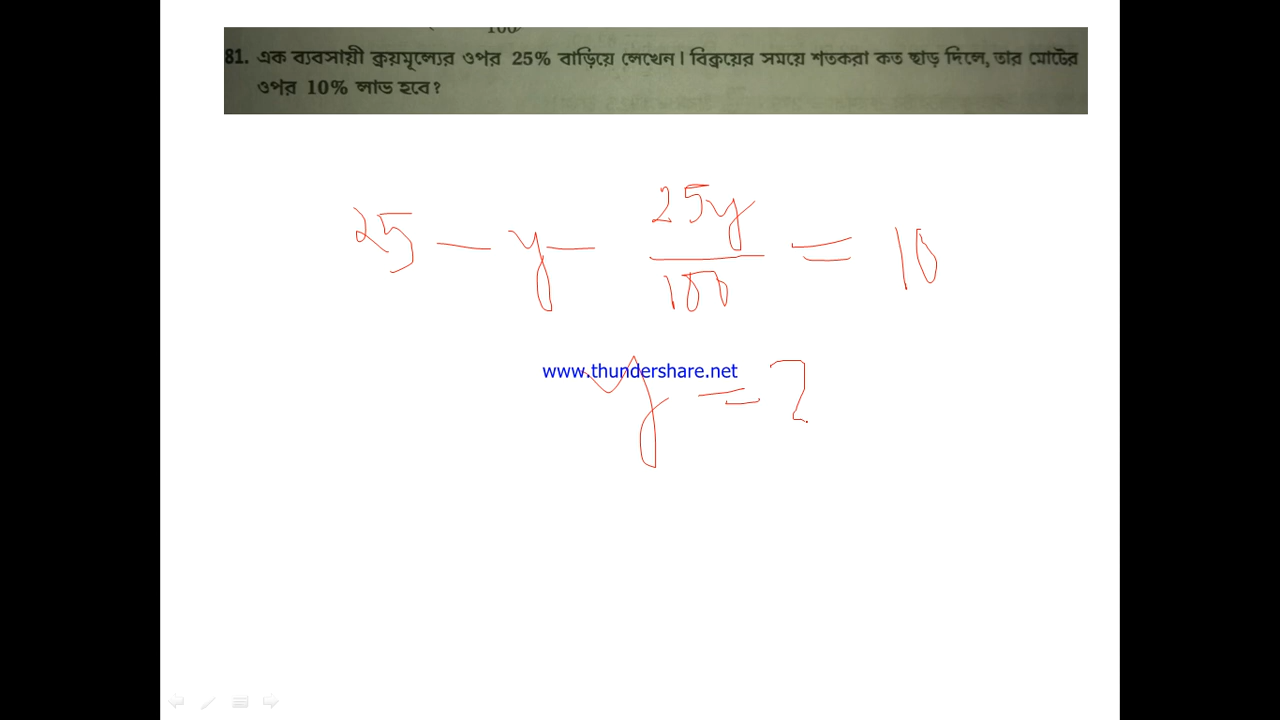 81. এক ব্যবসায়ী ক্রয়মূল্যের ওপর 25% বাড়িয়ে লেখেন। বিক্রয়ের সময়ে শতকরা কত ছাড় দিলে, তার মোটের
ওপর 10% লাভ হবে?
25 — y — 25y/100 = 10
www.thundershare.net
y = ?